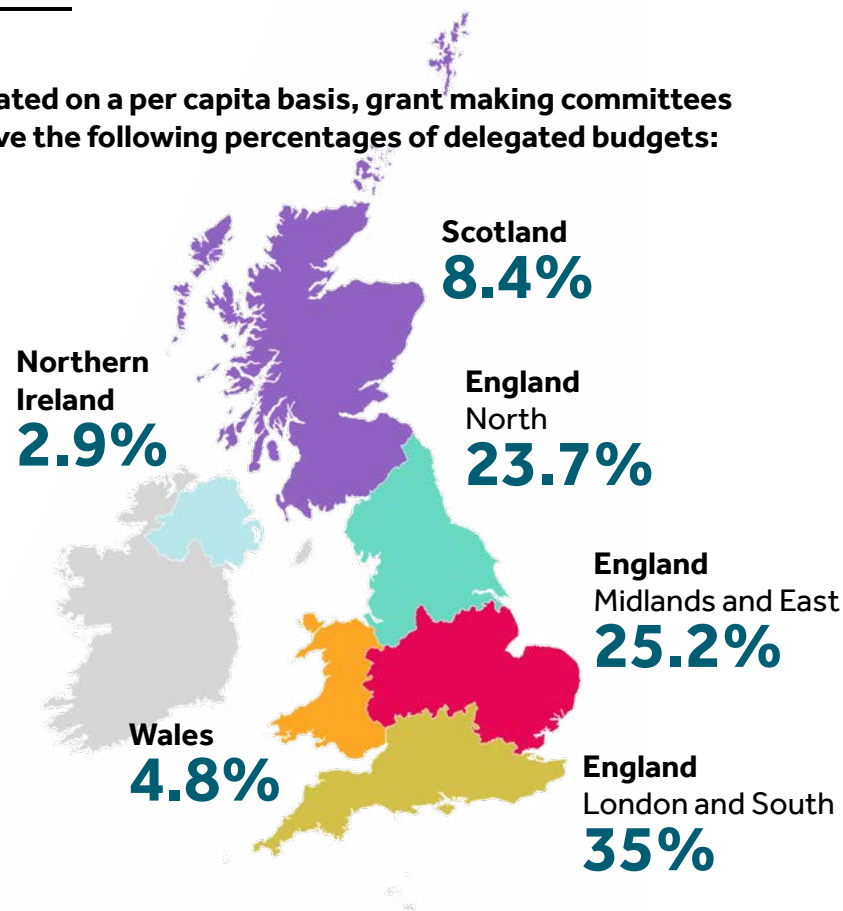 on a per capita basis, grant making committees
the following percentages of delegated budgets:
Scotland
8.4%
Northern
Ireland
2.9%
England
North
23.7%
England
Midlands and East
25.2%
Wales
4.8%
England
London and South
35%